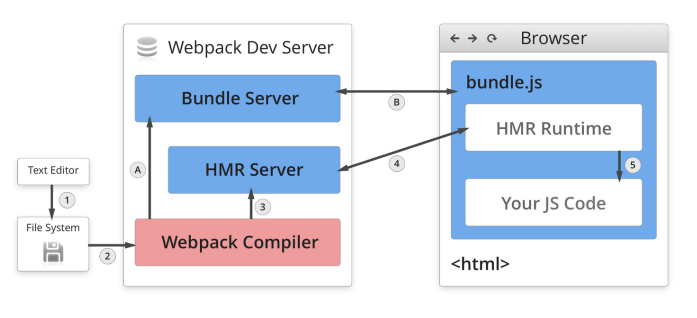 Webpack Dev Server
Browser
Bundle Server
B
bundle.js
HMR Runtime
A
HMR Server
4
5
Text Editor
1
3
Your JS Code
File System
2
Webpack Compiler
<html>